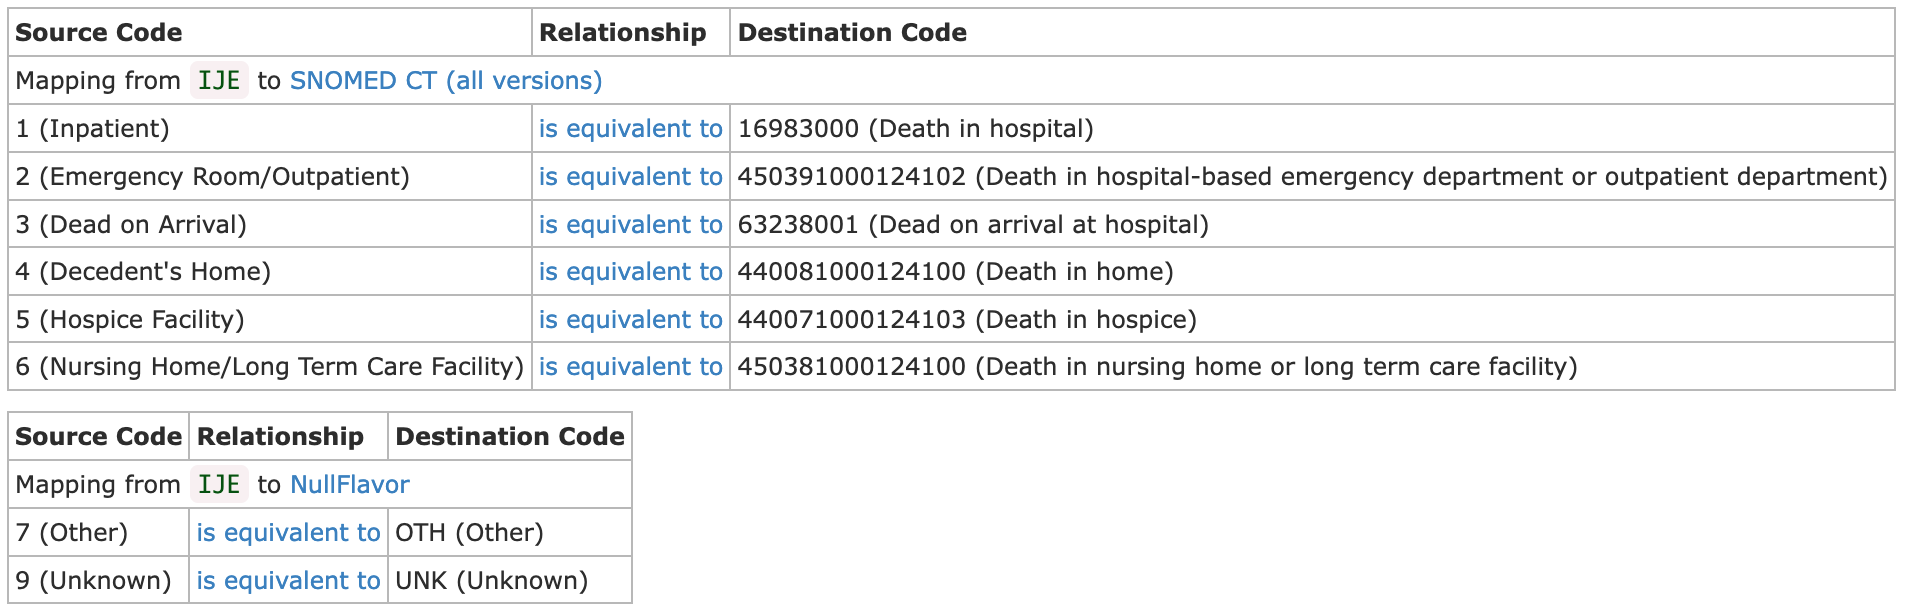 Source Code Relationship Destination Code
Mapping from IJE to SNOMED CT (all versions)
1 (Inpatient) is equivalent to 16983000 (Death in hospital)
2 (Emergency Room/Outpatient) is equivalent to 450391000124102 (Death in hospital-based emergency department or outpatient department)
3 (Dead on Arrival) is equivalent to 63238001 (Dead on arrival at hospital)
4 (Decedent's Home) is equivalent to 440081000124100 (Death in home)
5 (Hospice Facility) is equivalent to 440071000124103 (Death in hospice)
6 (Nursing Home/Long Term Care Facility) is equivalent to 450381000124100 (Death in nursing home or long term care facility)
Source Code Relationship Destination Code
Mapping from IJE to NullFlavor
7 (Other) is equivalent to OTH (Other)
9 (Unknown) is equivalent to UNK (Unknown)